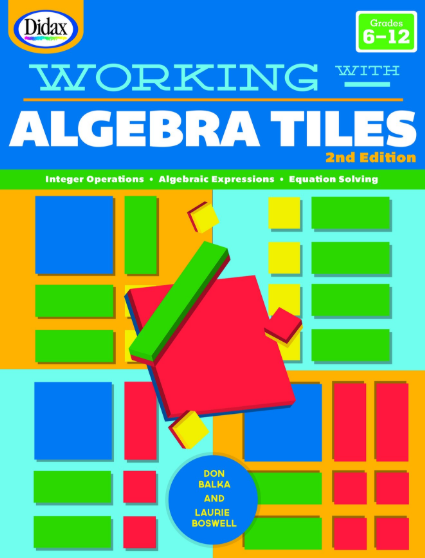 Didax
Grades
6–12
WORKING WITH
ALGEBRA TILES
2nd Edition
Integer Operations • Algebraic Expressions • Equation Solving
DON
BALKA
AND
LAURIE
BOSWELL